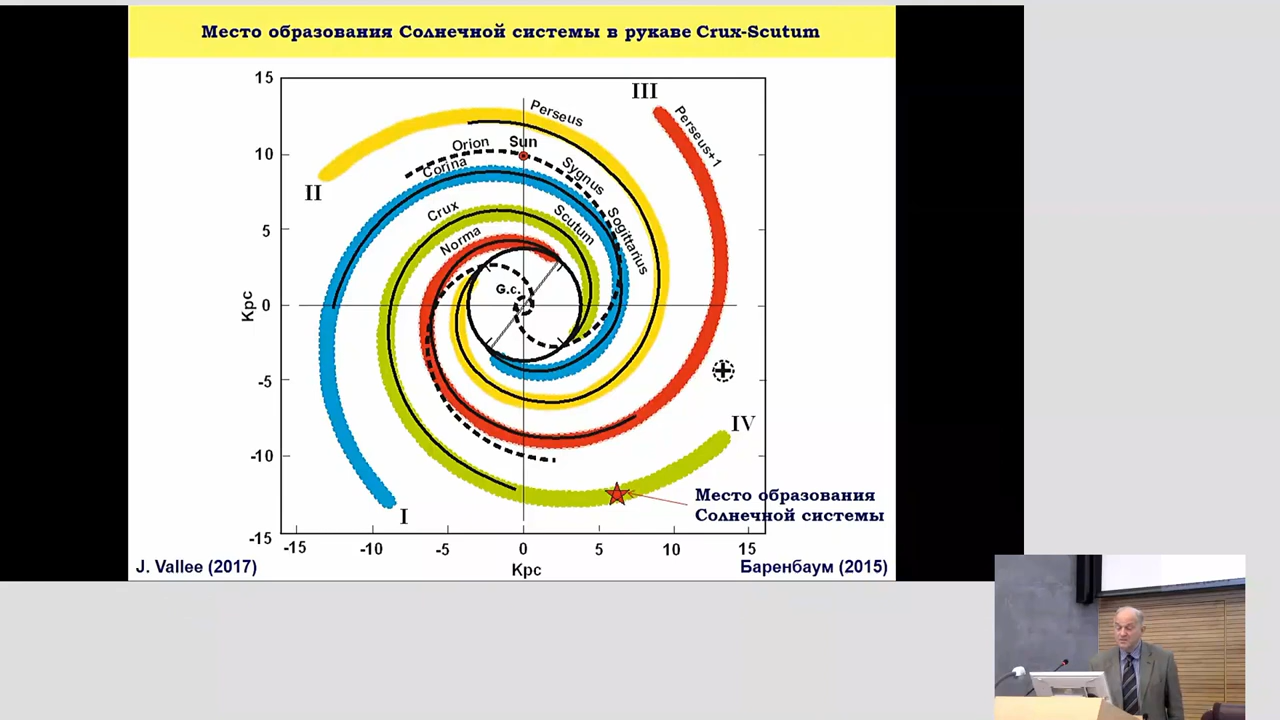 Место образования Солнечной системы в рукаве Crux-Scutum
15
10
5
0
-5
-10
-15
Kpc
-15
-10
-5
0
5
10
15
Kpc
III
Perseus
Perseus+1
Orion
Sun
Corina
Sygnus
II
Crux
Scutum
Sogittarius
Norma
G.c.
IV
I
Место образования
Солнечной системы
J. Vallee (2017)
Баренбаум (2015)